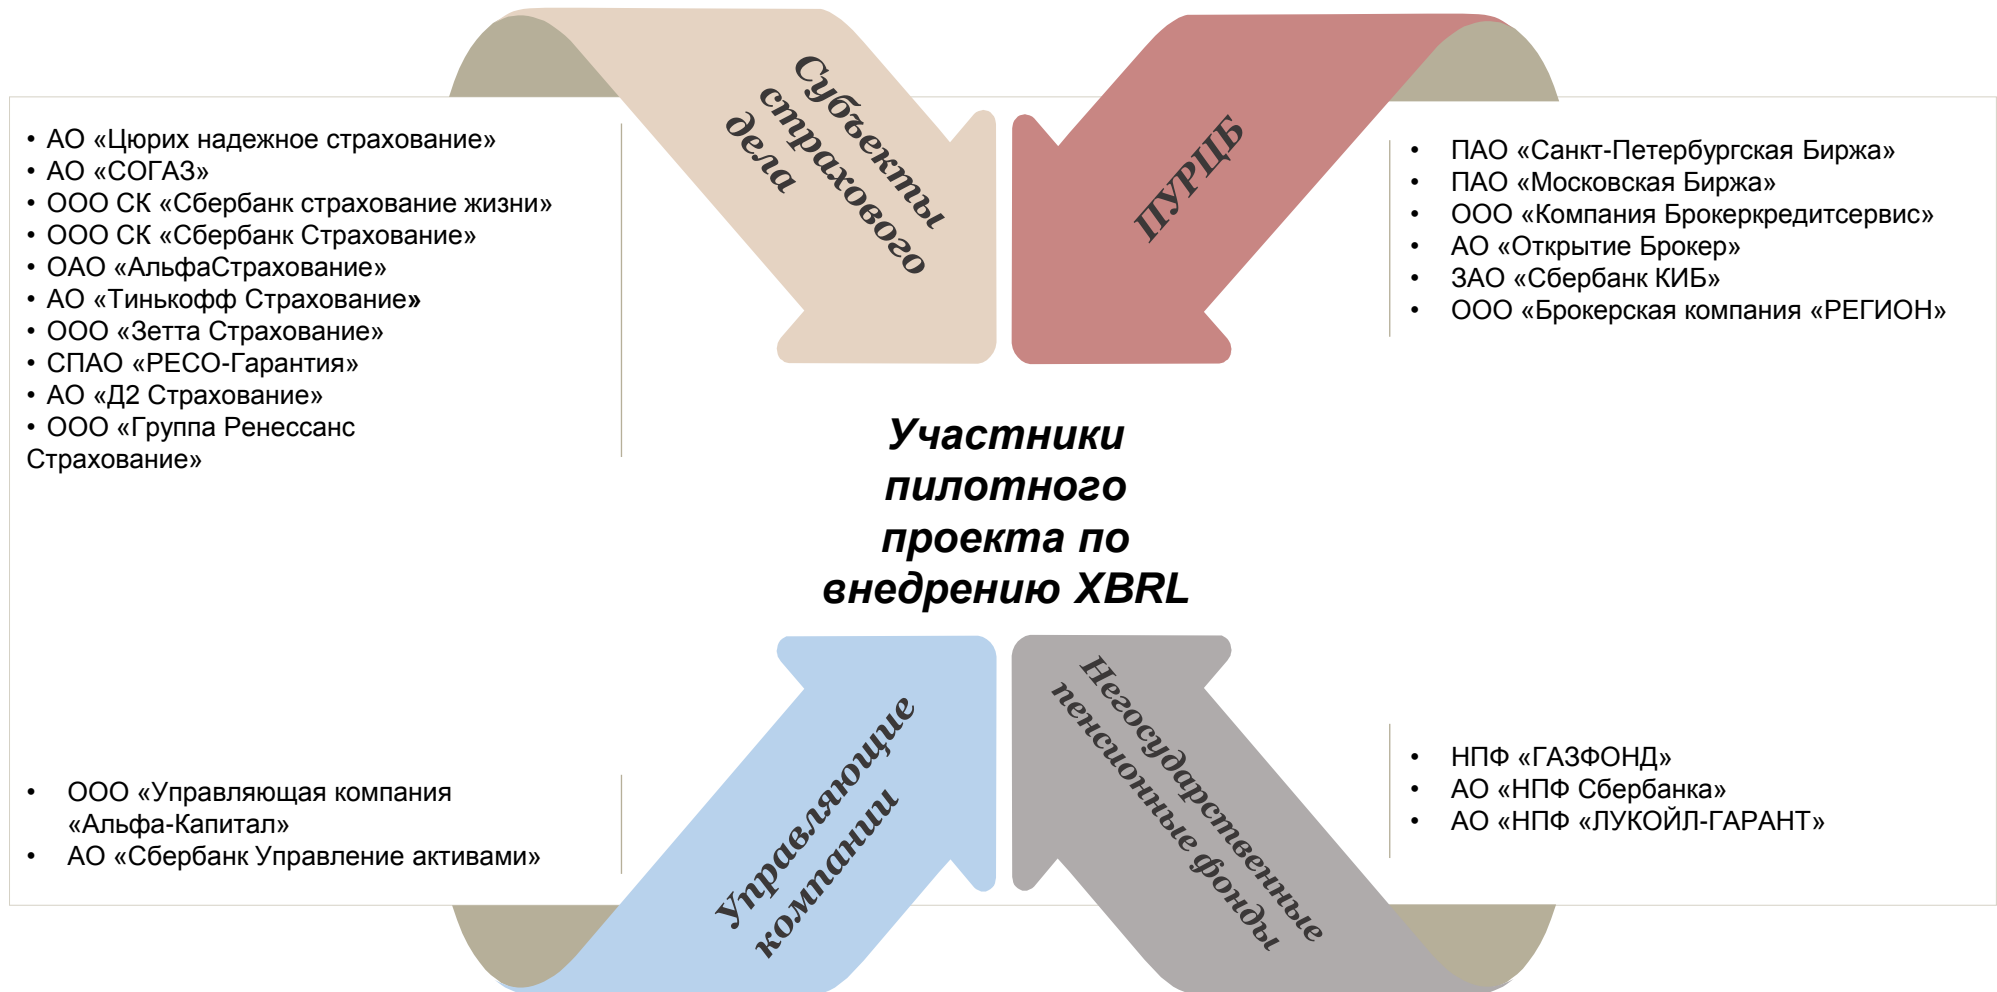 Субъекты
страхового
дела
• АО «Цюрих надежное страхование»
• АО «СОГАЗ»
• ООО СК «Сбербанк страхование жизни»
• ООО СК «Сбербанк Страхование»
• ОАО «АльфаСтрахование»
• АО «Тинькофф Страхование»
• ООО «Зетта Страхование»
• СПАО «РЕСО-Гарантия»
• АО «Д2 Страхование»
• ООО «Группа Ренессанс
Страхование»
ПУРЦБ
• ПАО «Санкт-Петербургская Биржа»
• ПАО «Московская Биржа»
• ООО «Компания Брокеркредитсервис»
• АО «Открытие Брокер»
• ЗАО «Сбербанк КИБ»
• ООО «Брокерская компания «РЕГИОН»
Участники
пилотного
проекта по
внедрению XBRL
Управляющие
компании
• ООО «Управляющая компания
«Альфа-Капитал»
• АО «Сбербанк Управление активами»
Негосударственные
пенсионные фонды
• НПФ «ГАЗФОНД»
• АО «НПФ Сбербанка»
• АО «НПФ «ЛУКОЙЛ-ГАРАНТ»